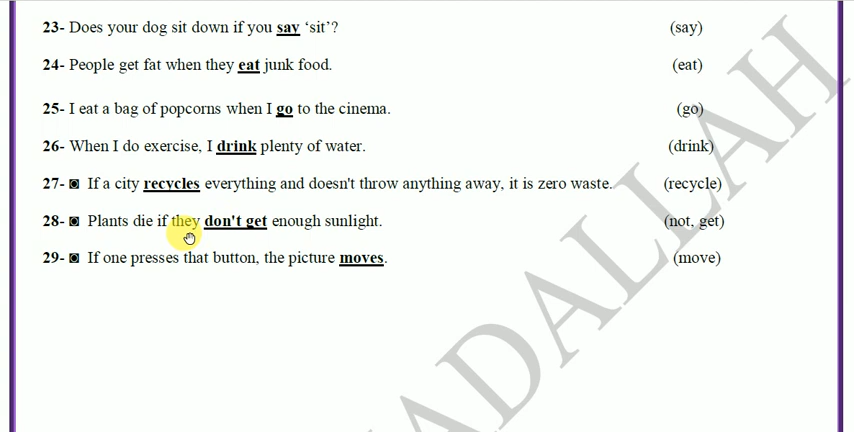 23- Does your dog sit down if you say ‘sit’? (say)
24- People get fat when they eat junk food. (eat)
25- I eat a bag of popcorns when I go to the cinema. (go)
26- When I do exercise, I drink plenty of water. (drink)
27- ◙ If a city recycles everything and doesn't throw anything away, it is zero waste. (recycle)
28- ◙ Plants die if they don't get enough sunlight. (not, get)
29- ◙ If one presses that button, the picture moves. (move)
ADALLAH